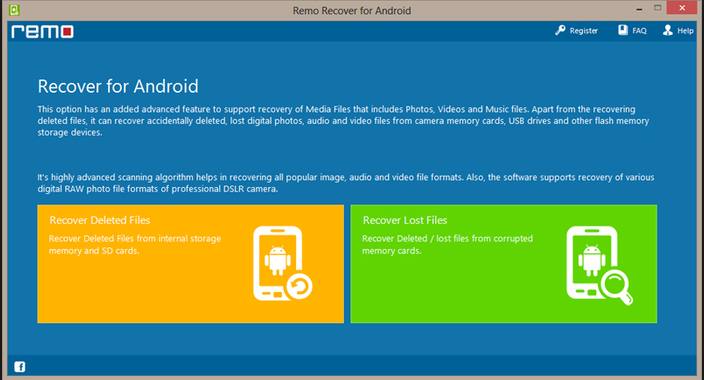 Remo Recover for Android
remo
Register
FAQ
Help
Recover for Android
This option has an added advanced feature to support recovery of Media Files that includes Photos, Videos and Music files. Apart from the recovering
deleted files, it can recover accidentally deleted, lost digital photos, audio and video files from camera memory cards, USB drives and other flash memory
storage devices.
It's highly advanced scanning algorithm helps in recovering all popular image, audio and video file formats. Also, the software supports recovery of various
digital RAW photo file formats of professional DSLR camera.
Recover Deleted Files
Recover Deleted Files from internal storage
memory and SD cards.
Recover Lost Files
Recover Deleted / lost files from corrupted
memory cards.